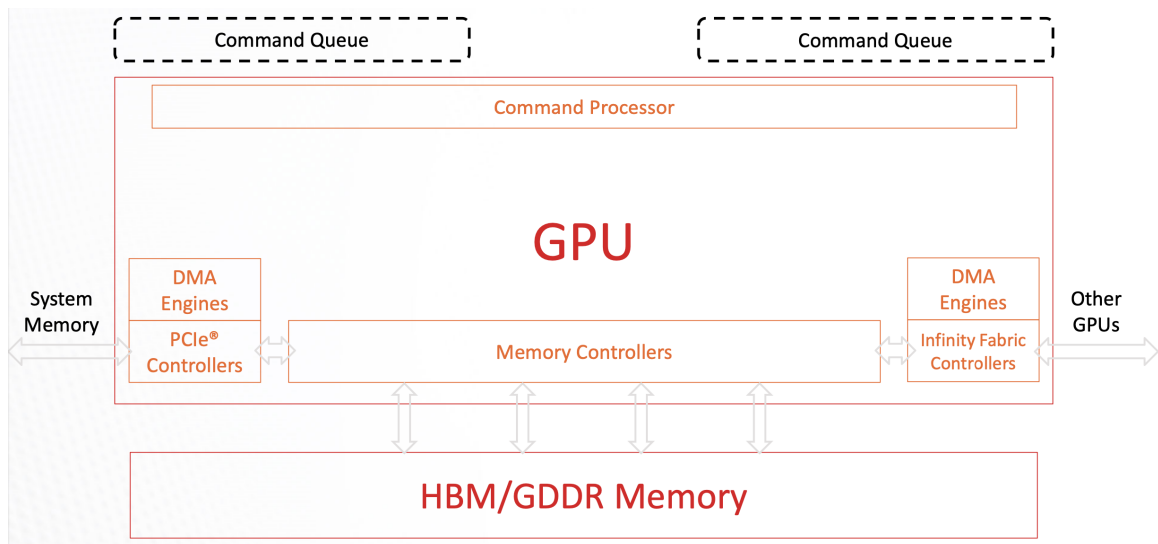 Command Queue
Command Queue
Command Processor
GPU
DMA
Engines
DMA
Engines
System
Memory
Other
GPUs
PCIe®
Controllers
Memory Controllers
Infinity Fabric
Controllers
HBM/GDDR Memory